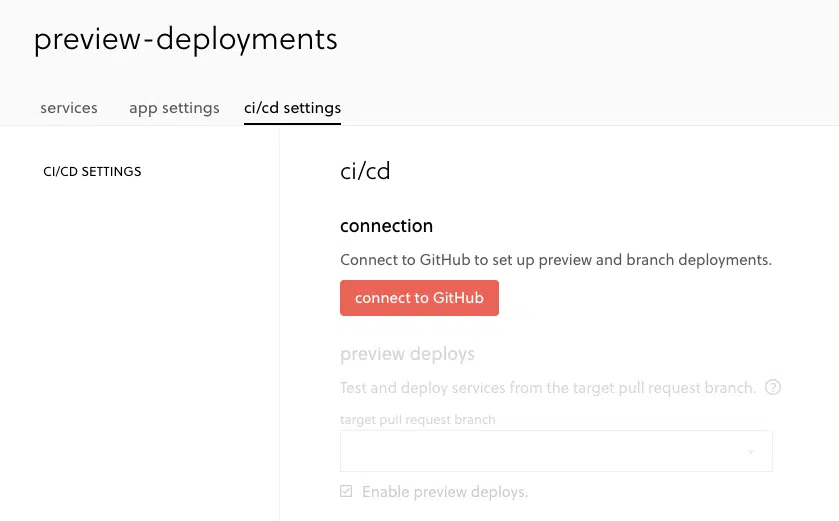 preview-deployments
services app settings ci/cd settings
CI/CD SETTINGS
ci/cd
connection
Connect to GitHub to set up preview and branch deployments.
connect to GitHub
preview deploys
Test and deploy services from the target pull request branch. ?
target pull request branch
Enable preview deploys.